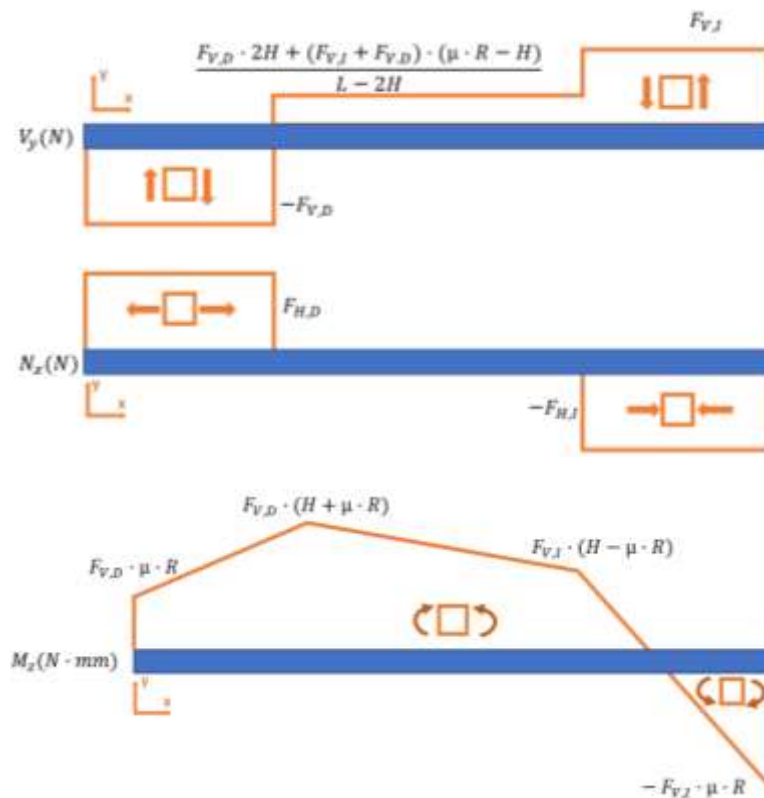 F_{V,I}
F_{V,D} · 2H + (F_{V,I} + F_{V,D}) · (μ · R − H)
L − 2H
Y
x
V_y(N)
−F_{V,D}
F_{H,D}
N_x(N)
Y
x
−F_{H,I}
F_{V,D} · (H + μ · R)
F_{V,I} · (H − μ · R)
F_{V,D} · μ · R
M_z(N · mm)
Y
x
− F_{V,I} · μ · R